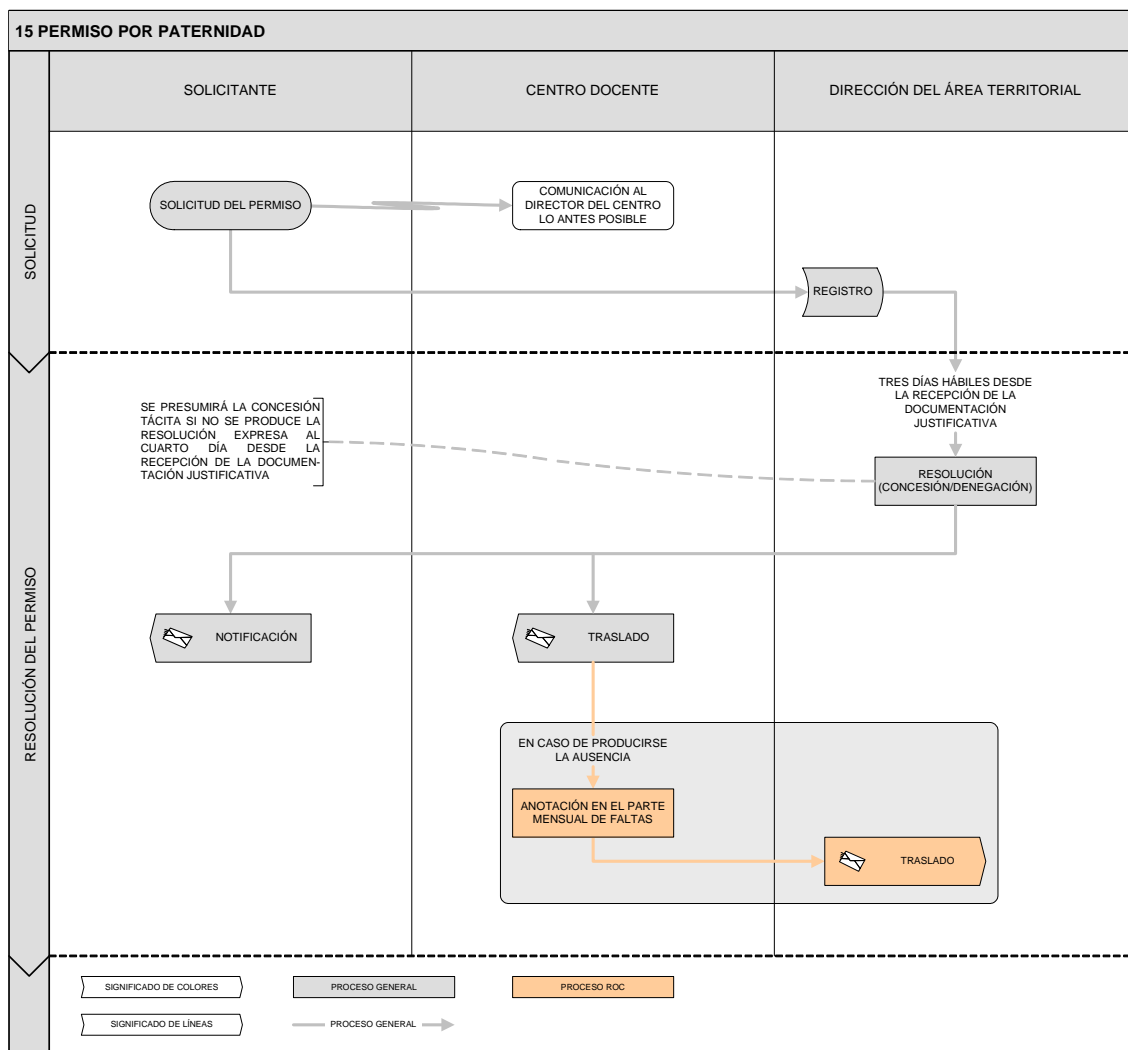 15 PERMISO POR PATERNIDAD
SOLICITANTE
CENTRO DOCENTE
DIRECCIÓN DEL ÁREA TERRITORIAL
SOLICITUD
SOLICITUD DEL PERMISO
COMUNICACIÓN AL
DIRECTOR DEL CENTRO
LO ANTES POSIBLE
REGISTRO
RESOLUCIÓN DEL PERMISO
TRES DÍAS HÁBILES DESDE
LA RECEPCIÓN DE LA
DOCUMENTACIÓN
JUSTIFICATIVA
SE PRESUMIRÁ LA CONCESIÓN
TÁCITA SI NO SE PRODUCE LA
RESOLUCIÓN EXPRESA AL
CUARTO DÍA DESDE LA
RECEPCIÓN DE LA DOCUMEN-
TACIÓN JUSTIFICATIVA
RESOLUCIÓN
(CONCESIÓN/DENEGACIÓN)
NOTIFICACIÓN
TRASLADO
EN CASO DE PRODUCIRSE
LA AUSENCIA
ANOTACIÓN EN EL PARTE
MENSUAL DE FALTAS
TRASLADO
SIGNIFICADO DE COLORES
PROCESO GENERAL
PROCESO ROC
SIGNIFICADO DE LÍNEAS
PROCESO GENERAL